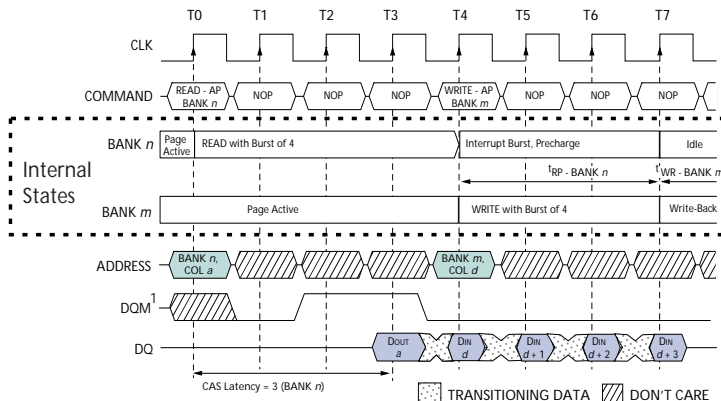 T0 T1 T2 T3 T4 T5 T6 T7
CLK
COMMAND
READ - AP
BANK n
NOP NOP NOP
WRITE - AP
BANK m
NOP NOP NOP
Internal
States
BANK n
Page
Active
READ with Burst of 4
Interrupt Burst, Precharge
Idle
tRP - BANK n
tWR - BANK m
BANK m
Page Active
WRITE with Burst of 4
Write-Back
ADDRESS
BANK n,
COL a
BANK m,
COL d
DQM1
DQ
DOUT
a
DIN
d
DIN
d + 1
DIN
d + 2
DIN
d + 3
CAS Latency = 3 (BANK n)
TRANSITIONING DATA
DON'T CARE